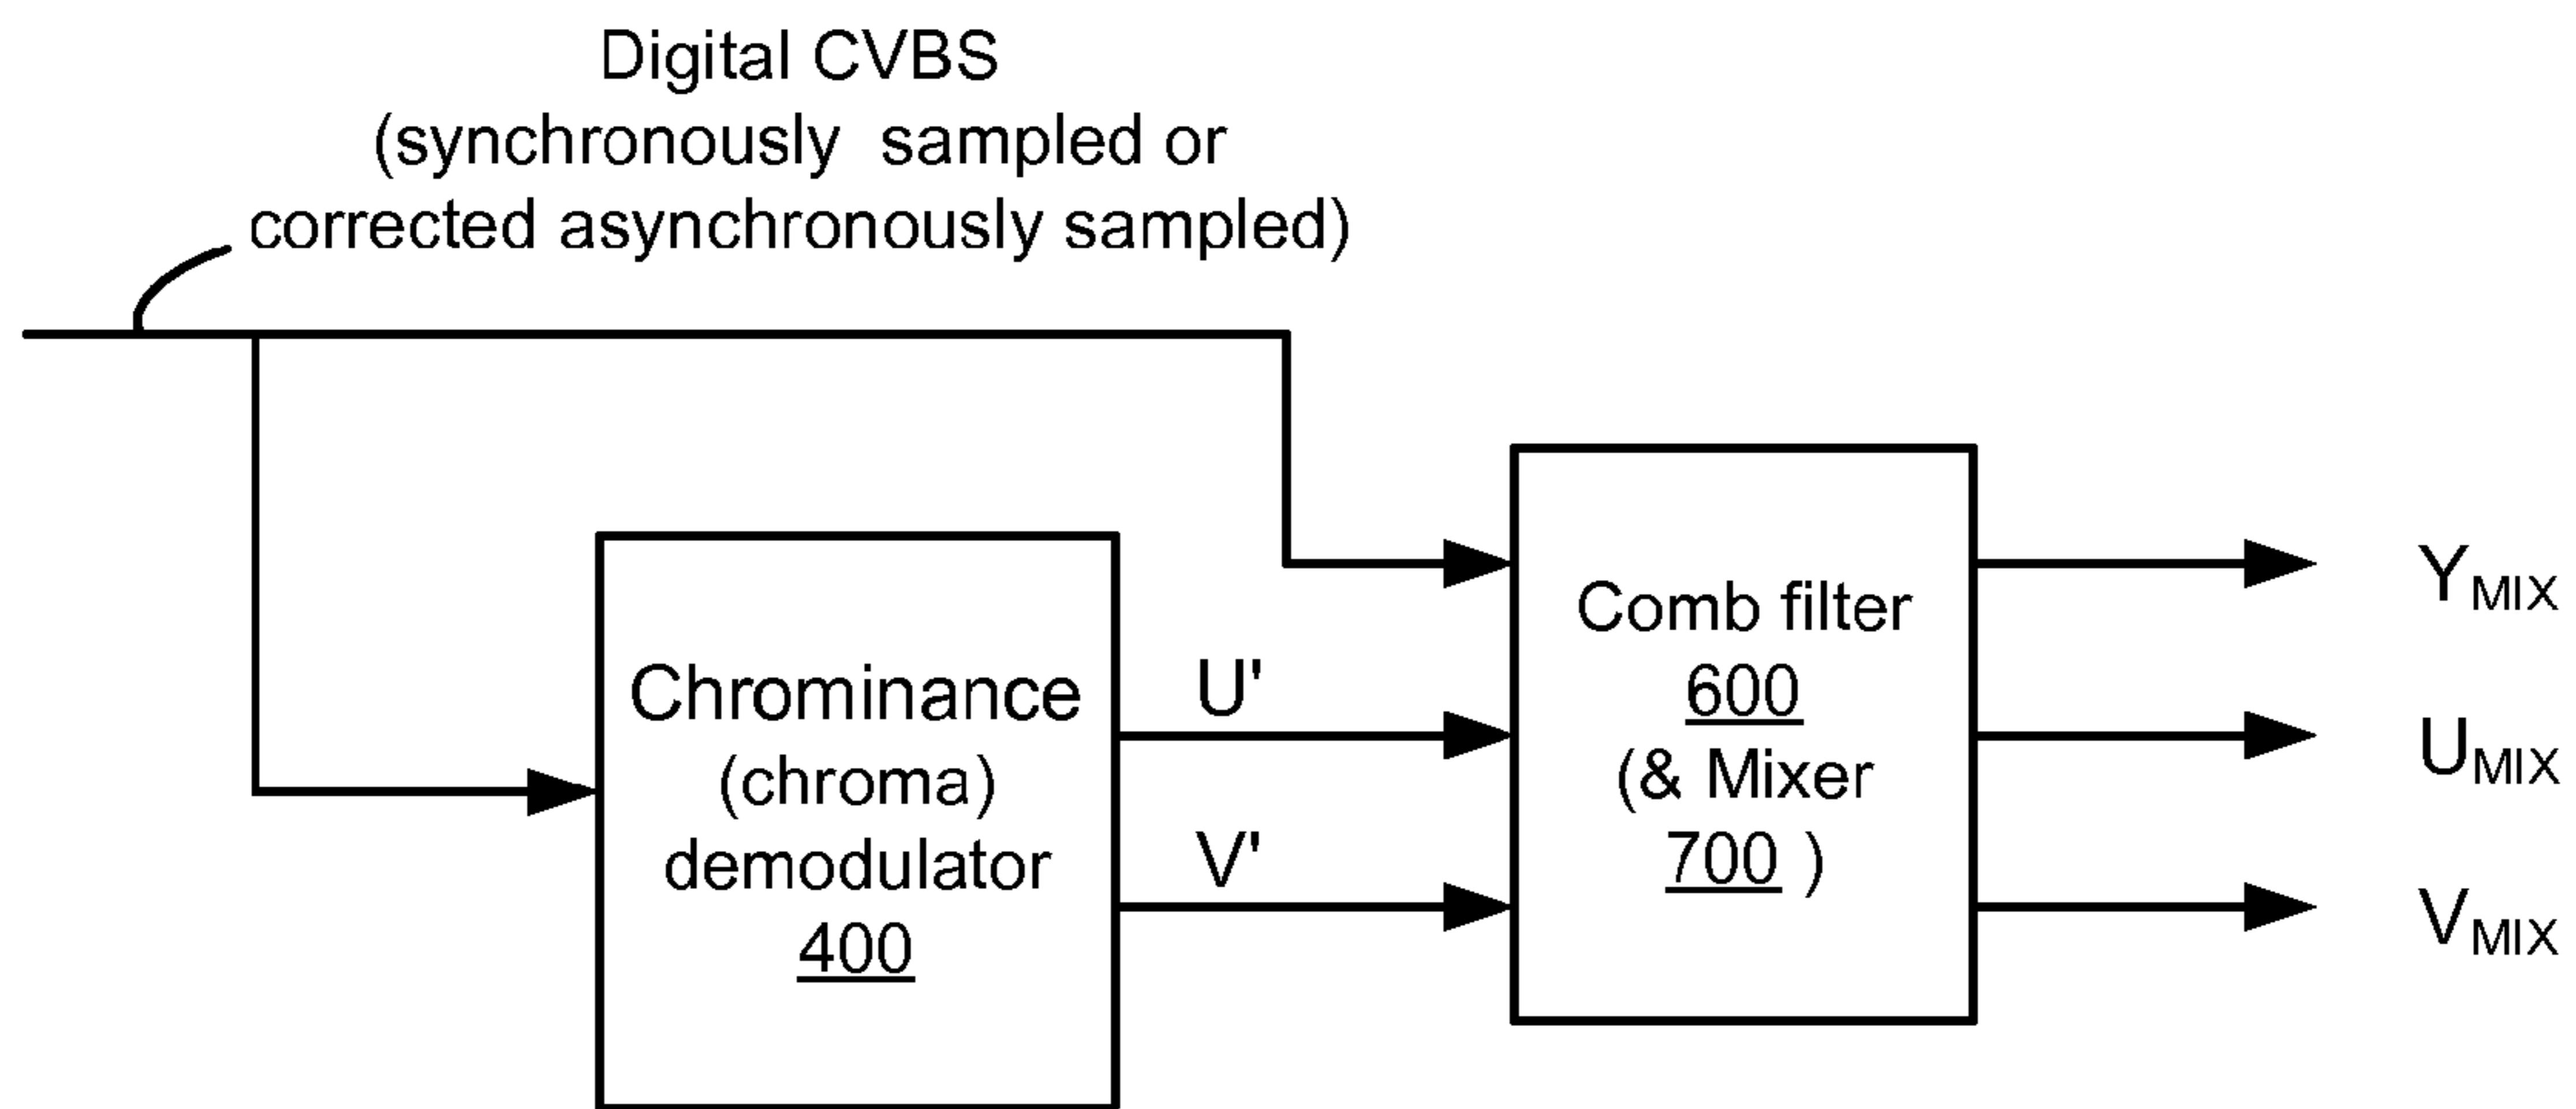 Digital CVBS
(synchronously sampled or
corrected asynchronously sampled)
Chrominance
(chroma)
demodulator
400
U'
V'
Comb filter
600
(& Mixer
700 )
YMIX
UMIX
VMIX